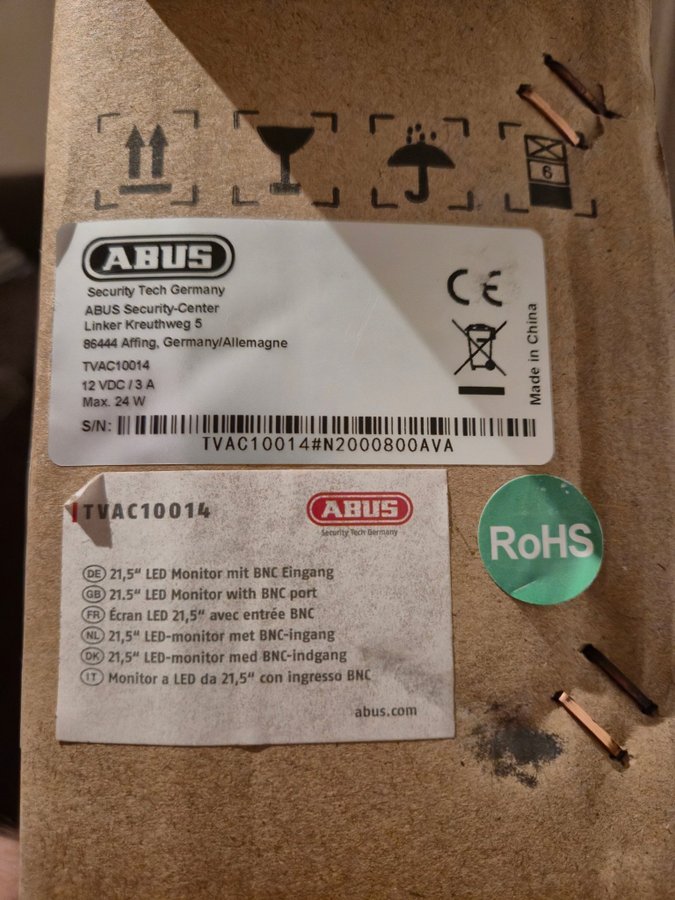 6
ABUS
Security Tech Germany
ABUS Security-Center
Linker Kreuthweg 5
86444 Affing, Germany/Allemagne
TVAC10014
12 VDC / 3 A
Max. 24 W
S/N:
TVAC10014#N2000800AVA
CE
Made in China
TVAC10014
ABUS
Security Tech Germany
DE 21,5“ LED Monitor mit BNC Eingang
GB 21.5“ LED Monitor with BNC port
FR Écran LED 21,5“ avec entrée BNC
NL 21,5“ LED-monitor met BNC-ingang
DK 21,5“ LED-monitor med BNC-indgang
IT Monitor a LED da 21,5“ con ingresso BNC
abus.com
RoHS